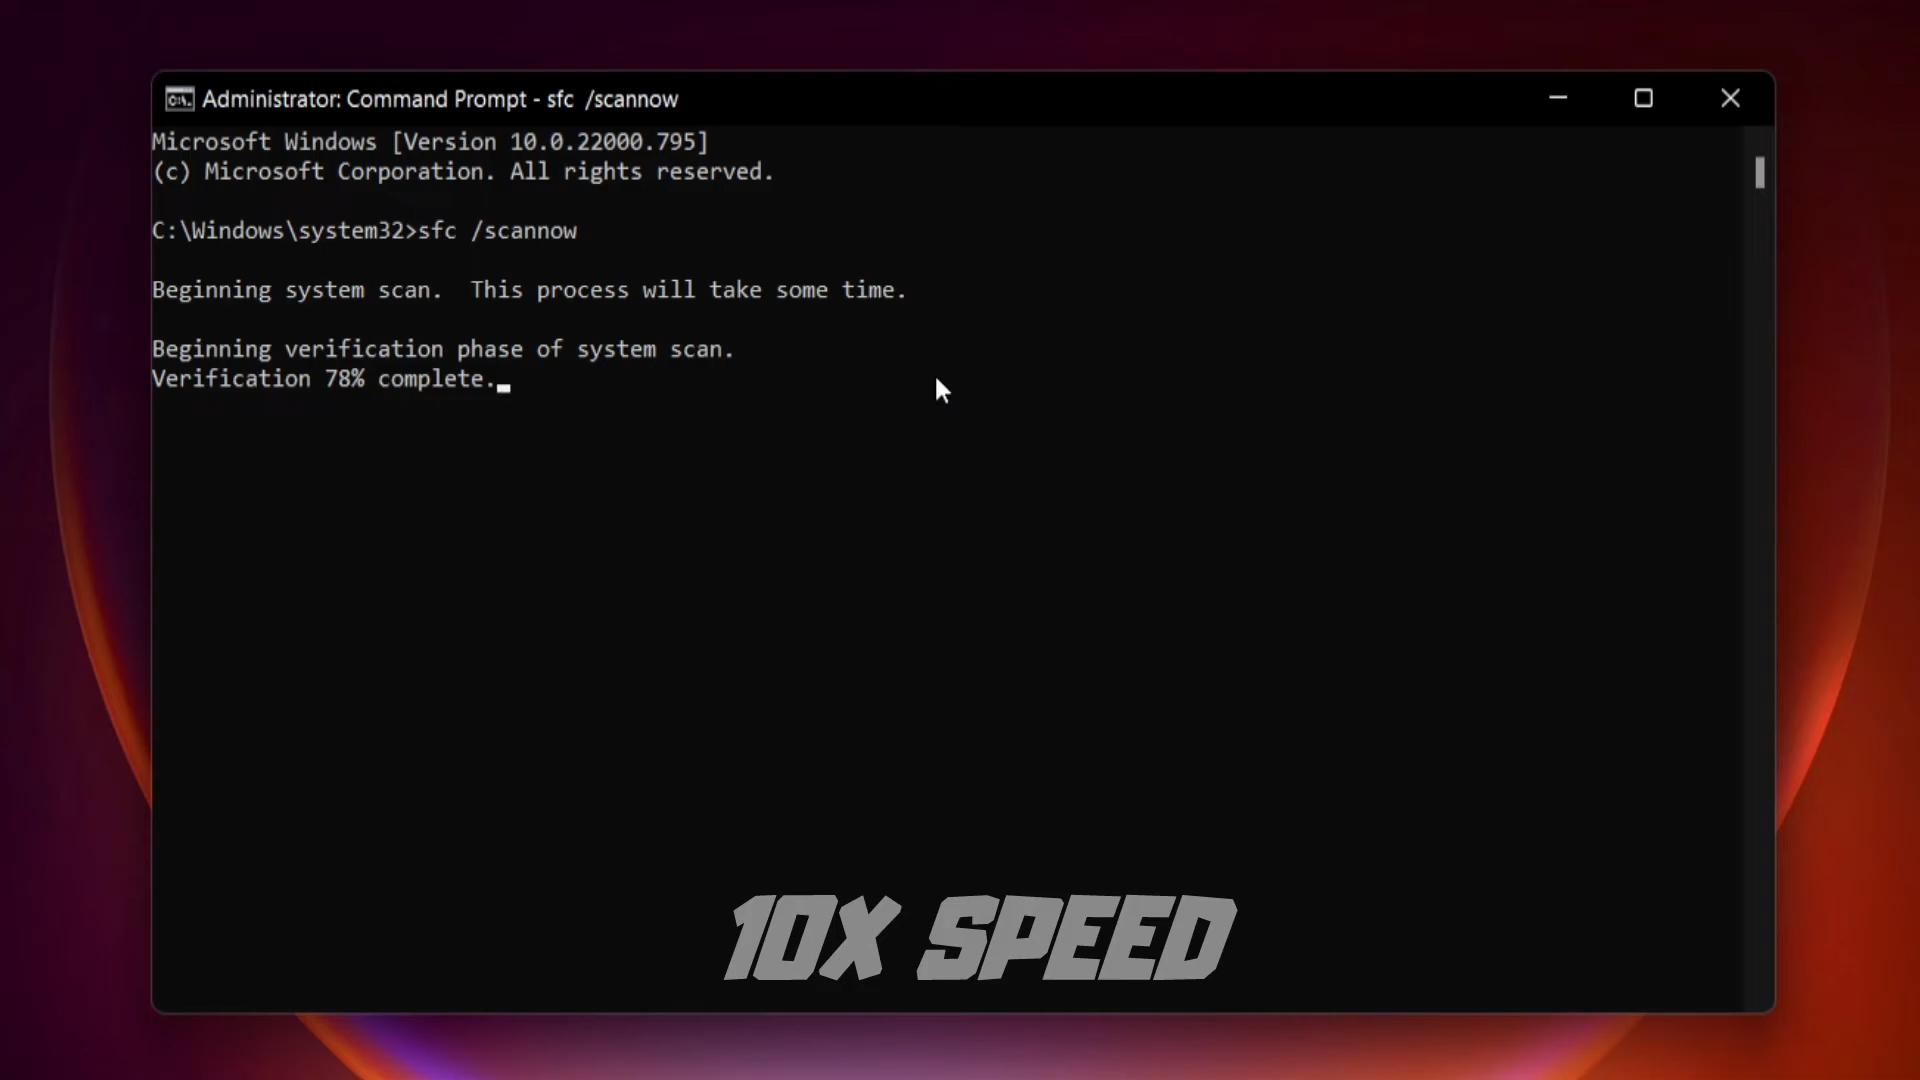 Administrator: Command Prompt - sfc  /scannow
Microsoft Windows [Version 10.0.22000.795]
(c) Microsoft Corporation. All rights reserved.
C:\Windows\system32>sfc /scannow
Beginning system scan.  This process will take some time.
Beginning verification phase of system scan.
Verification 78% complete.
10X SPEED